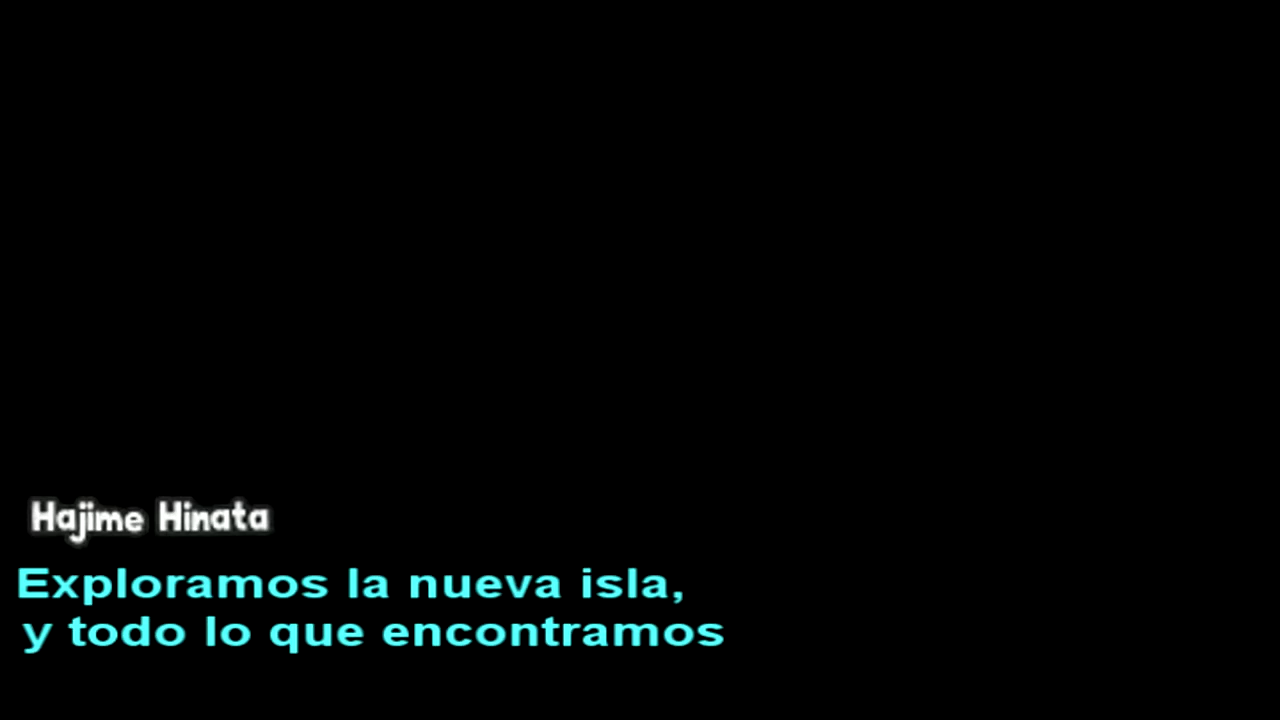 Hajime Hinata
Exploramos la nueva isla,
y todo lo que encontramos